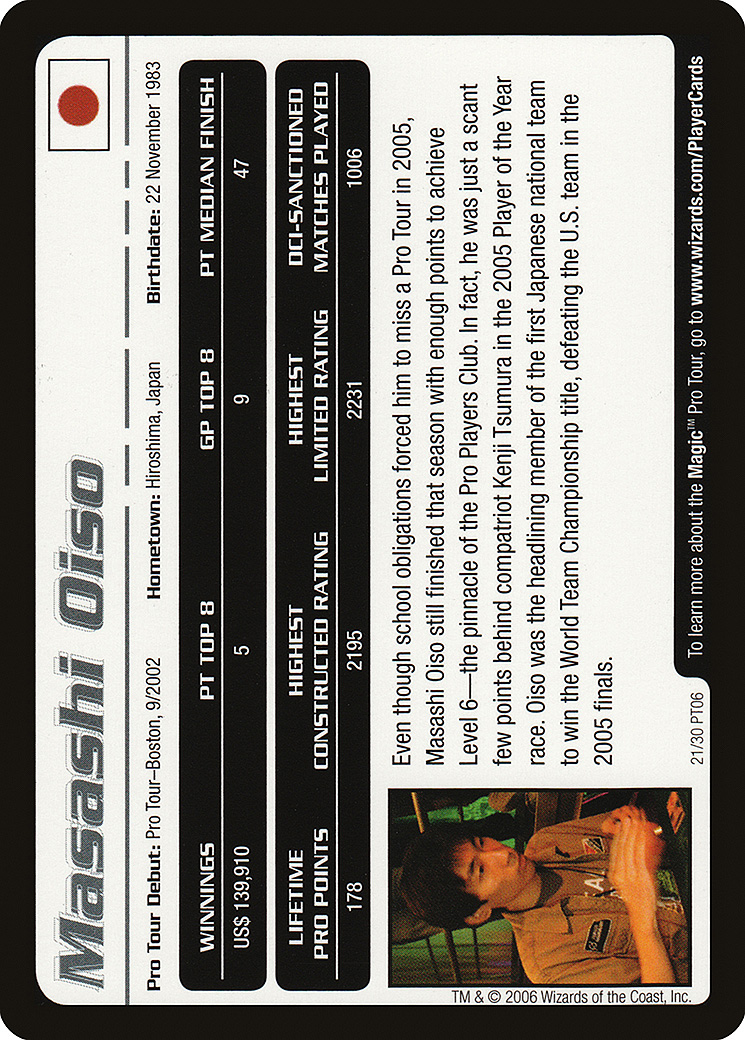 Masashi Oiso
Pro Tour Debut: Pro Tour–Boston, 9/2002 Hometown: Hiroshima, Japan Birthdate: 22 November 1983
WINNINGS PT TOP 8 GP TOP 8 PT MEDIAN FINISH
US$ 139,910 5 9 47
LIFETIME HIGHEST HIGHEST DCI-SANCTIONED
PRO POINTS CONSTRUCTED RATING LIMITED RATING MATCHES PLAYED
178 2195 2231 1006
Even though school obligations forced him to miss a Pro Tour in 2005,
Masashi Oiso still finished that season with enough points to achieve
Level 6—the pinnacle of the Pro Players Club. In fact, he was just a scant
few points behind compatriot Kenji Tsumura in the 2005 Player of the Year
race. Oiso was the headlining member of the first Japanese national team
to win the World Team Championship title, defeating the U.S. team in the
2005 finals.
TM & © 2006 Wizards of the Coast, Inc.
21/30 PT06
To learn more about the Magic™ Pro Tour, go to www.wizards.com/PlayerCards